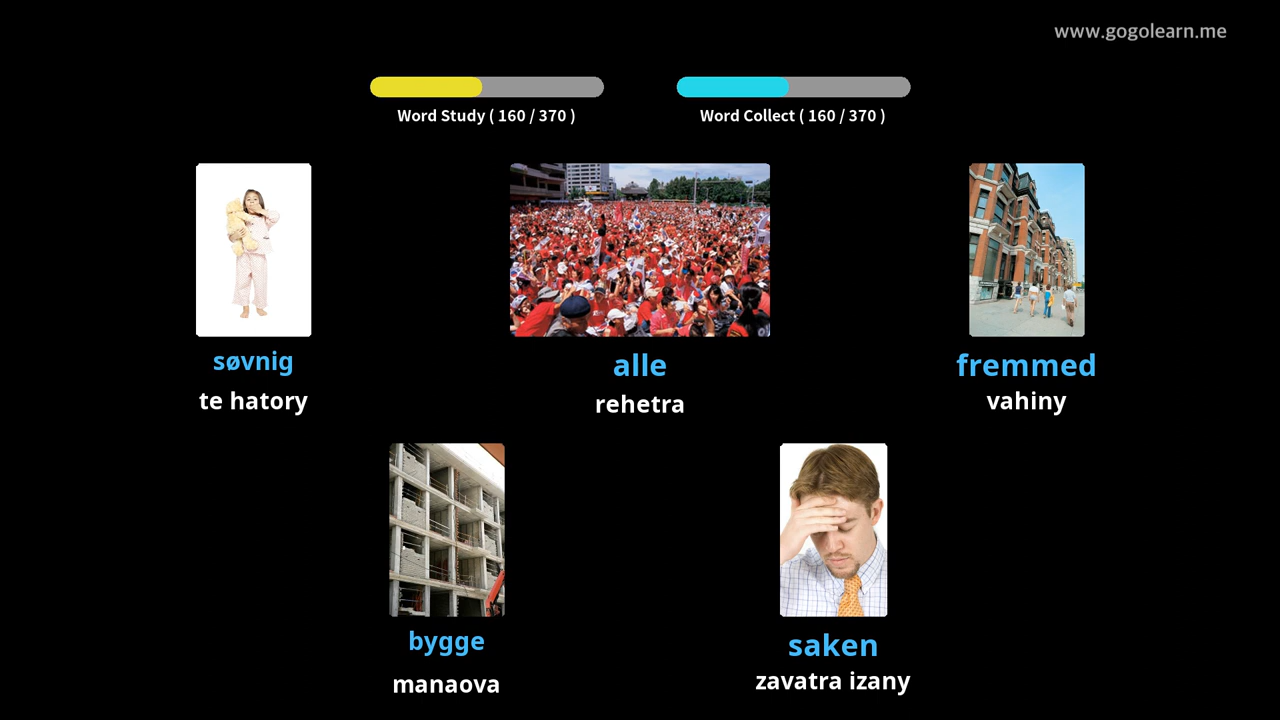 www.gogolearn.me
Word Study ( 160 / 370 )
Word Collect ( 160 / 370 )
søvnig
te hatory
alle
rehetra
fremmed
vahiny
bygge
manaova
saken
zavatra izany